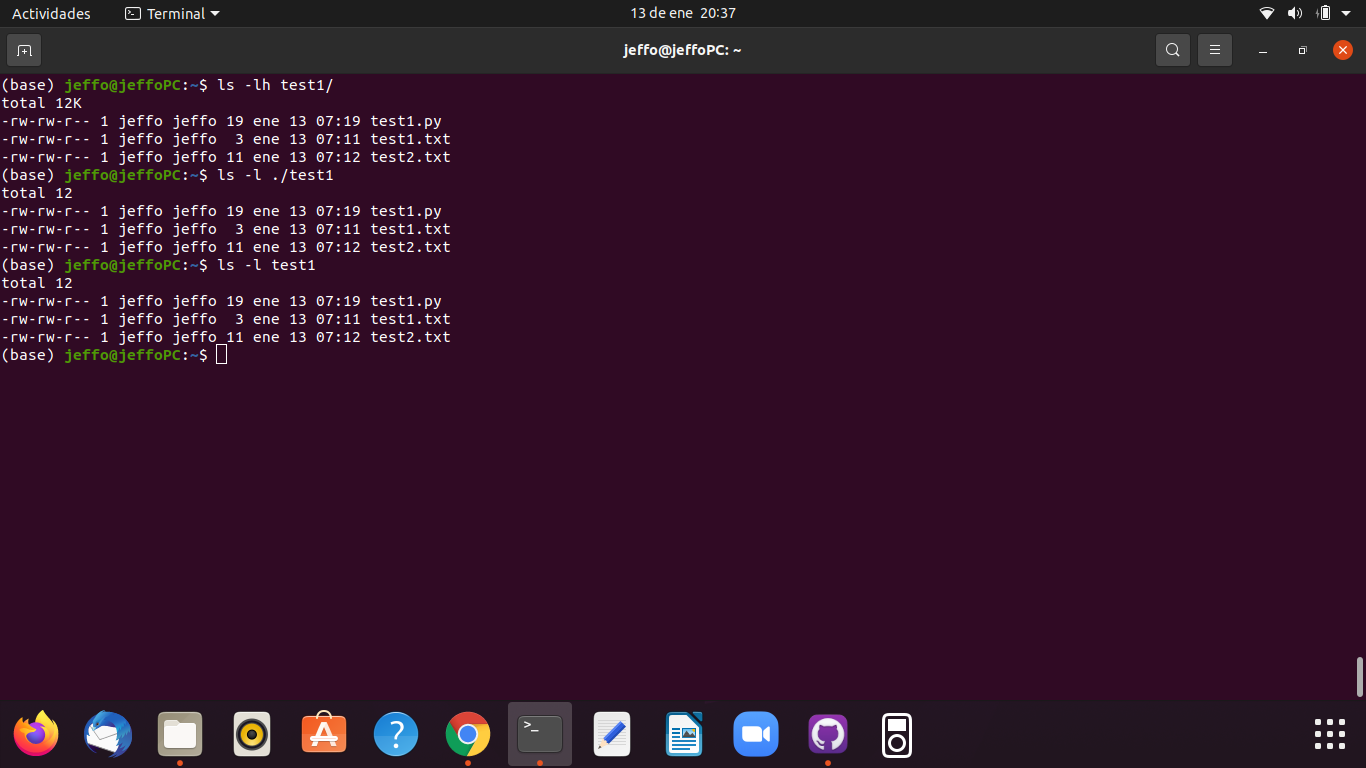 Actividades
Terminal
13 de ene 20:37
jeffo@jeffoPC: ~
(base) jeffo@jeffoPC:~$ ls -lh test1/
total 12K
-rw-rw-r-- 1 jeffo jeffo 19 ene 13 07:19 test1.py
-rw-rw-r-- 1 jeffo jeffo  3 ene 13 07:11 test1.txt
-rw-rw-r-- 1 jeffo jeffo 11 ene 13 07:12 test2.txt
(base) jeffo@jeffoPC:~$ ls -l ./test1
total 12
-rw-rw-r-- 1 jeffo jeffo 19 ene 13 07:19 test1.py
-rw-rw-r-- 1 jeffo jeffo  3 ene 13 07:11 test1.txt
-rw-rw-r-- 1 jeffo jeffo 11 ene 13 07:12 test2.txt
(base) jeffo@jeffoPC:~$ ls -l test1
total 12
-rw-rw-r-- 1 jeffo jeffo 19 ene 13 07:19 test1.py
-rw-rw-r-- 1 jeffo jeffo  3 ene 13 07:11 test1.txt
-rw-rw-r-- 1 jeffo jeffo 11 ene 13 07:12 test2.txt
(base) jeffo@jeffoPC:~$